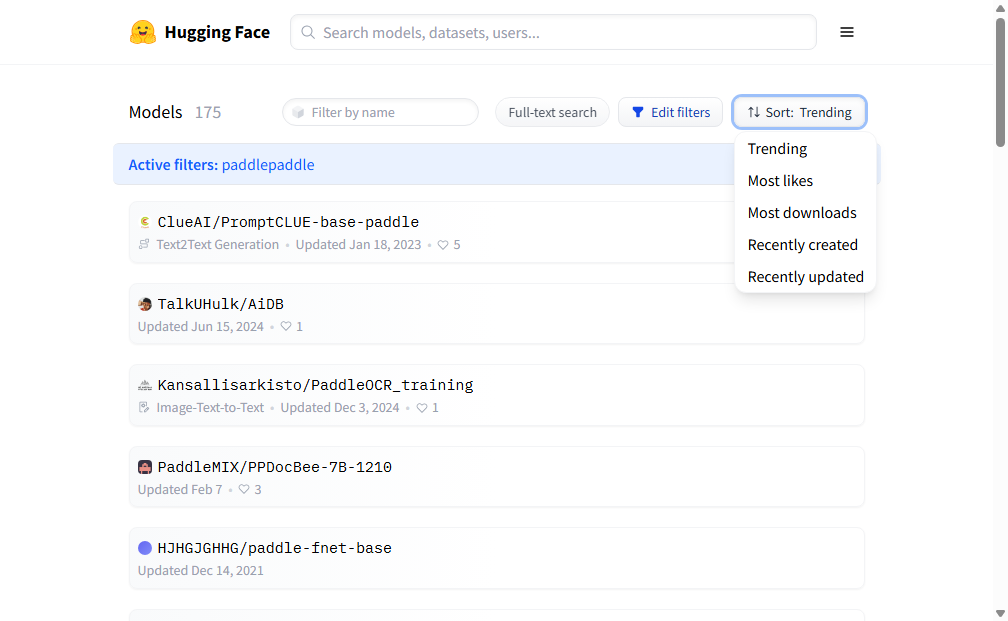 Hugging Face
Search models, datasets, users...
Models 175
Filter by name
Full-text search
Edit filters
Sort: Trending
Trending
Most likes
Most downloads
Recently created
Recently updated
Active filters: paddlepaddle
ClueAI/PromptCLUE-base-paddle
Text2Text Generation • Updated Jan 18, 2023 • 5
TalkUHulk/AiDB
Updated Jun 15, 2024 • 1
Kansallisarkisto/PaddleOCR_training
Image-Text-to-Text • Updated Dec 3, 2024 • 1
PaddleMIX/PPDocBee-7B-1210
Updated Feb 7 • 3
HJHGJGHHG/paddle-fnet-base
Updated Dec 14, 2021